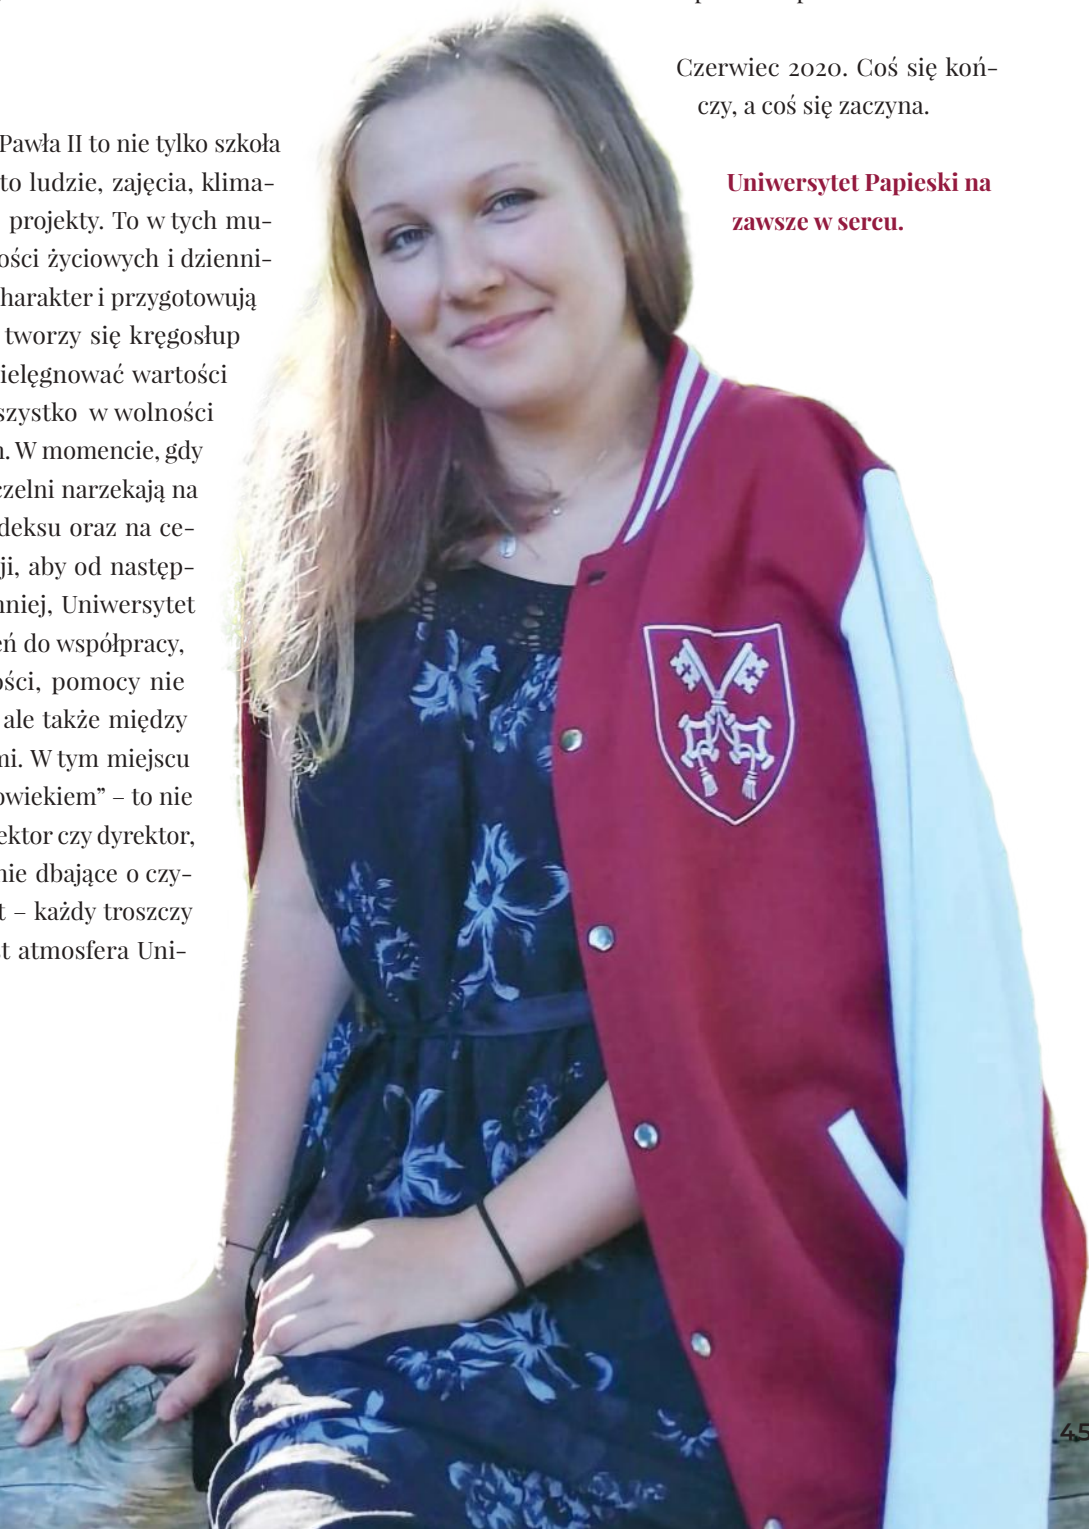 Pawła II to nie tylko szkoła
to ludzie, zajęcia, klima-
projekty. To w tych mu-
ości życiowych i dzienni-
harakter i przygotowują
tworzy się kręgosłup
ielęgnować wartości
szystko w wolności
. W momencie, gdy
czelni narzekają na
deksu oraz na ce-
ji, aby od następ-
niej, Uniwersytet
eń do współpracy,
ości, pomocy nie
ale także między
mi. W tym miejscu
owiekiem” – to nie
ektor czy dyrektor,
nie dbające o czy-
t – każdy troszczy
st atmosfera Uni-
Czerwiec 2020. Coś się koń-
czy, a coś się zaczyna.
Uniwersytet Papieski na
zawsze w sercu.
45